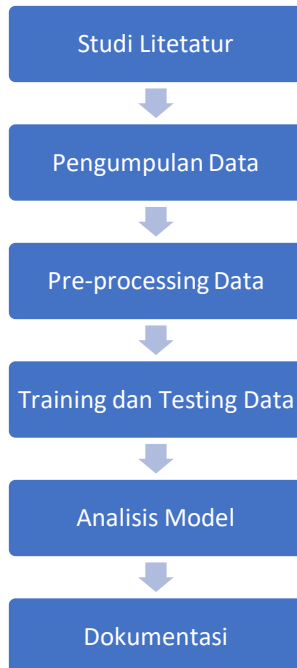 Studi Litetatur
Pengumpulan Data
Pre-processing Data
Training dan Testing Data
Analisis Model
Dokumentasi